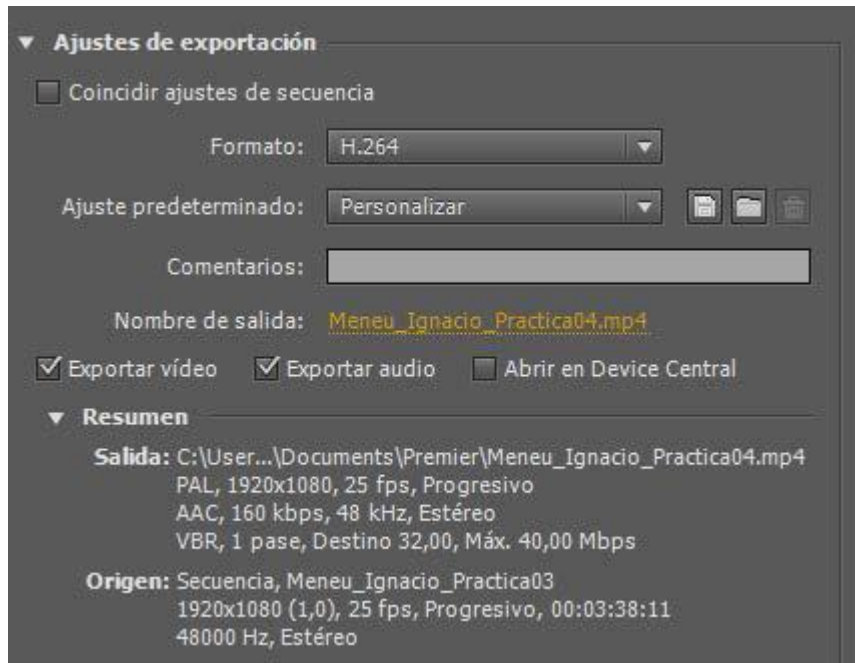 Ajustes de exportación
Coincidir ajustes de secuencia
Formato: H.264
Ajuste predeterminado: Personalizar
Comentarios:
Nombre de salida: Meneu_Ignacio_Practica04.mp4
Exportar vídeo Exportar audio Abrir en Device Central
Resumen
Salida: C:\User...\Documents\Premier\Meneu_Ignacio_Practica04.mp4
PAL, 1920x1080, 25 fps, Progresivo
AAC, 160 kbps, 48 kHz, Estéreo
VBR, 1 pase, Destino 32,00, Máx. 40,00 Mbps
Origen: Secuencia, Meneu_Ignacio_Practica03
1920x1080 (1,0), 25 fps, Progresivo, 00:03:38:11
48000 Hz, Estéreo